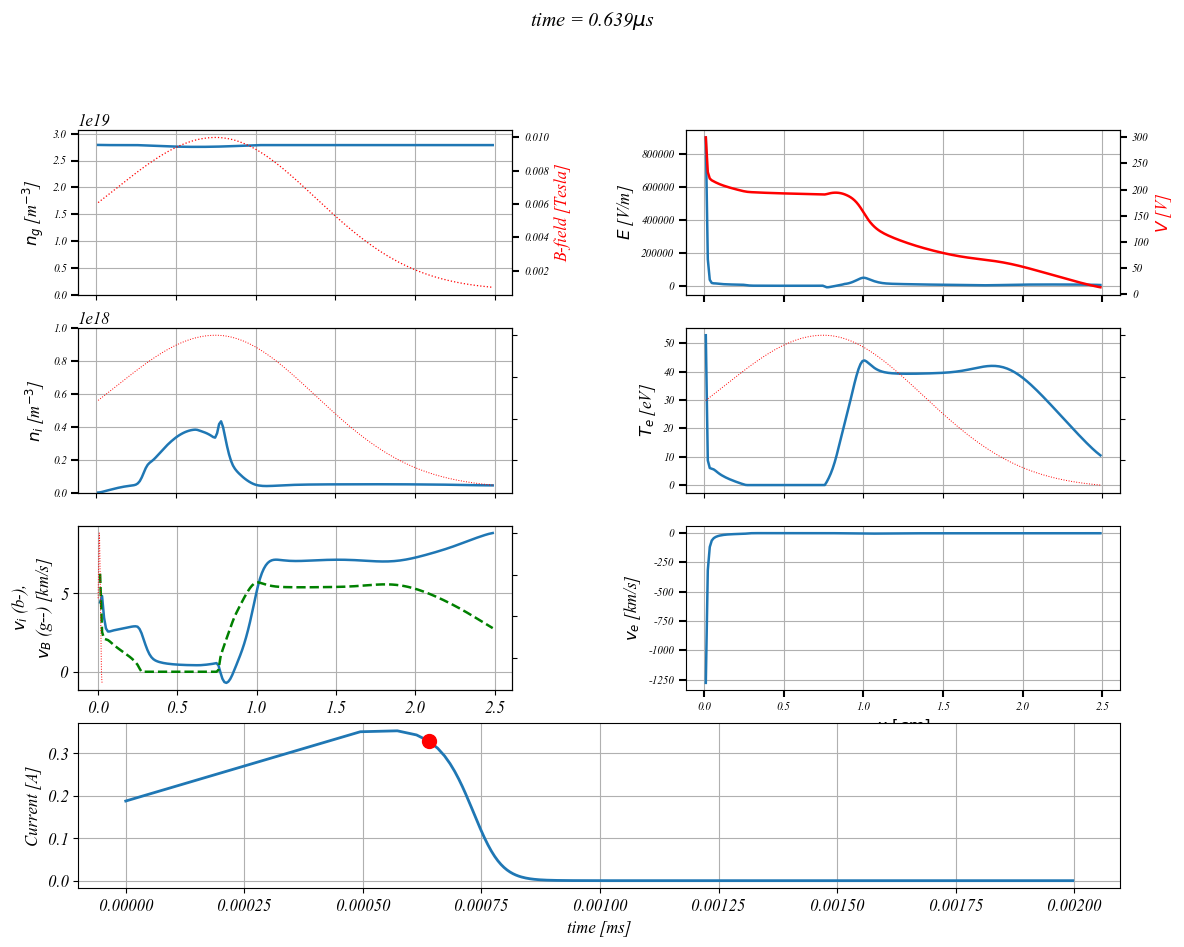 time = 0.639μs
1e19
3.0
2.5
2.0
1.5
1.0
0.5
0.0
n_g [m⁻³]
0.010
0.008
0.006
0.004
0.002
B-field [Tesla]
800000
600000
400000
200000
0
E [V/m]
300
250
200
150
100
50
0
V [V]
1e18
1.0
0.8
0.6
0.4
0.2
0.0
n_i [m⁻³]
50
40
30
20
10
0
T_e [eV]
5
0
v_i (b-),
v_B (g--) [km/s]
0.0 0.5 1.0 1.5 2.0 2.5
0
-250
-500
-750
-1000
-1250
v_e [km/s]
0.0 0.5 1.0 1.5 2.0 2.5
0.3
0.2
0.1
0.0
Current [A]
0.00000 0.00025 0.00050 0.00075 0.00100 0.00125 0.00150 0.00175 0.00200
time [ms]